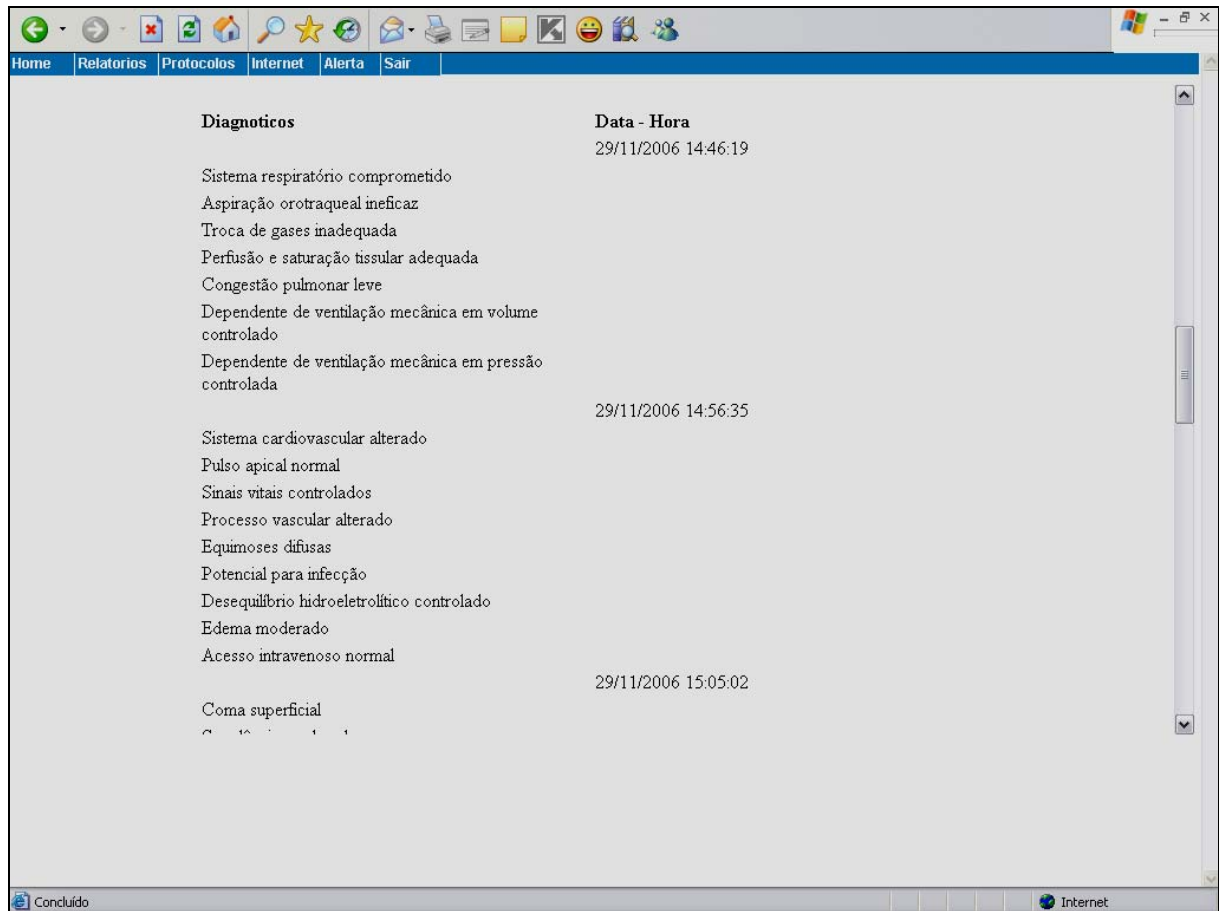 Home Relatorios Protocolos Internet Alerta Sair
Diagnoticos Data - Hora
29/11/2006 14:46:19
Sistema respiratório comprometido
Aspiração orotraqueal ineficaz
Troca de gases inadequada
Perfusão e saturação tissular adequada
Congestão pulmonar leve
Dependente de ventilação mecânica em volume
controlado
Dependente de ventilação mecânica em pressão
controlada
29/11/2006 14:56:35
Sistema cardiovascular alterado
Pulso apical normal
Sinais vitais controlados
Processo vascular alterado
Equimoses difusas
Potencial para infecção
Desequilíbrio hidroeletrolítico controlado
Edema moderado
Acesso intravenoso normal
29/11/2006 15:05:02
Coma superficial
Concluído Internet